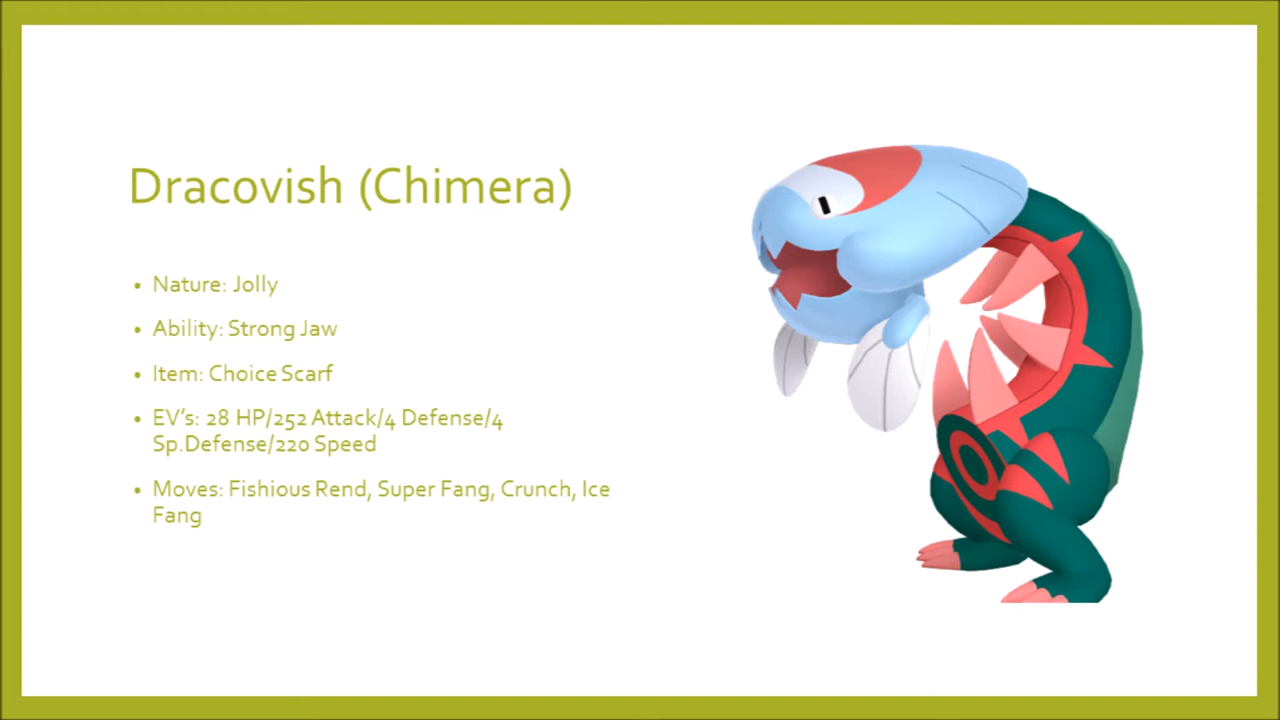 Dracovish (Chimera)
• Nature: Jolly
• Ability: Strong Jaw
• Item: Choice Scarf
• EV’s: 28 HP/252 Attack/4 Defense/4
Sp.Defense/220 Speed
• Moves: Fishious Rend, Super Fang, Crunch, Ice
Fang